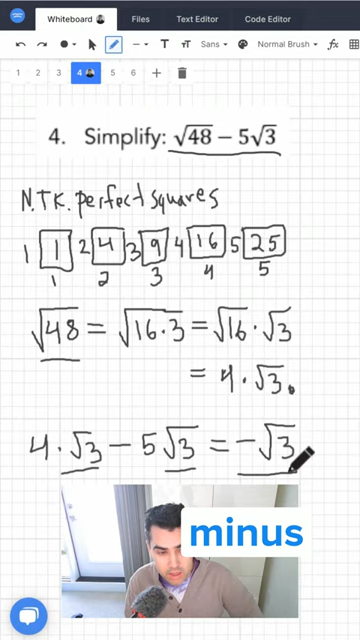 Whiteboard Files Text Editor Code Editor
Sans Normal Brush fx
1 2 3 4 5 6
4. Simplify: √48 − 5√3
N.T.K. perfect squares
1 1 2 4 3 9 4 16 5 25
1 2 3 4 5
√48 = √16·3 = √16 · √3
= 4 · √3.
4 · √3 − 5√3 = −√3
minus